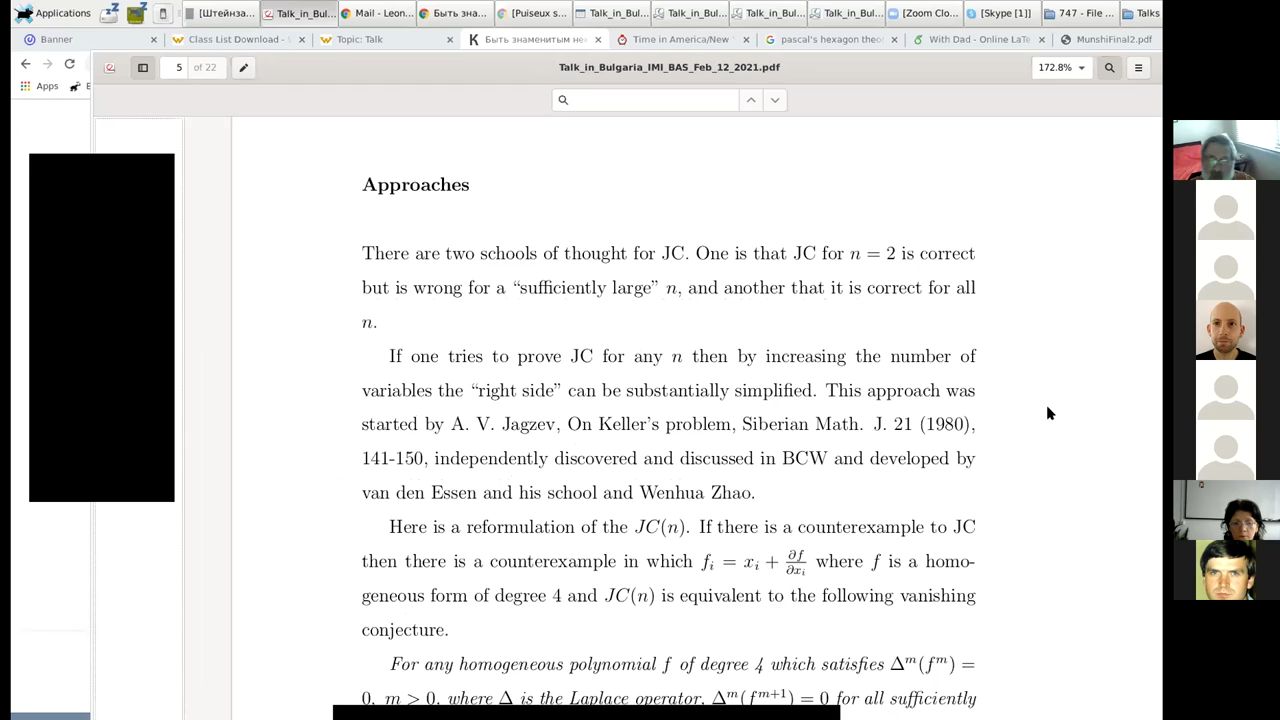 Applications
[Штейнза...
Talk_in_Bul...
Mail - Leon...
Быть зна...
[Puiseux s...
Talk_in_Bulg...
Talk_in_Bulg...
Talk_in_Bulg...
Talk_in_Bulg...
[Zoom Clo...
[Skype [1]]
747 - File ...
Talks
Banner
Class List Download -
Topic: Talk
Быть знаменитым не
Time in America/New
pascal's hexagon theo
With Dad - Online LaTe
MunshiFinal2.pdf
5 of 22
Talk_in_Bulgaria_IMI_BAS_Feb_12_2021.pdf
172.8%
Apps
Approaches
There are two schools of thought for JC. One is that JC for n = 2 is correct
but is wrong for a “sufficiently large” n, and another that it is correct for all
n.
If one tries to prove JC for any n then by increasing the number of
variables the “right side” can be substantially simplified. This approach was
started by A. V. Jagzev, On Keller's problem, Siberian Math. J. 21 (1980),
141-150, independently discovered and discussed in BCW and developed by
van den Essen and his school and Wenhua Zhao.
Here is a reformulation of the JC(n). If there is a counterexample to JC
then there is a counterexample in which f_i = x_i + ∂f/∂x_i where f is a homo-
geneous form of degree 4 and JC(n) is equivalent to the following vanishing
conjecture.
For any homogeneous polynomial f of degree 4 which satisfies Δ^m(f^m) =
0, m > 0, where Δ is the Laplace operator, Δ^m(f^{m+1}) = 0 for all sufficiently